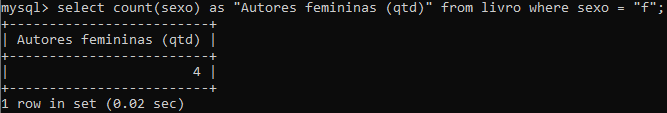 mysql> select count(sexo) as "Autores femininas (qtd)" from livro where sexo = "f";
+-------------------------+
| Autores femininas (qtd) |
+-------------------------+
|                       4 |
+-------------------------+
1 row in set (0.02 sec)